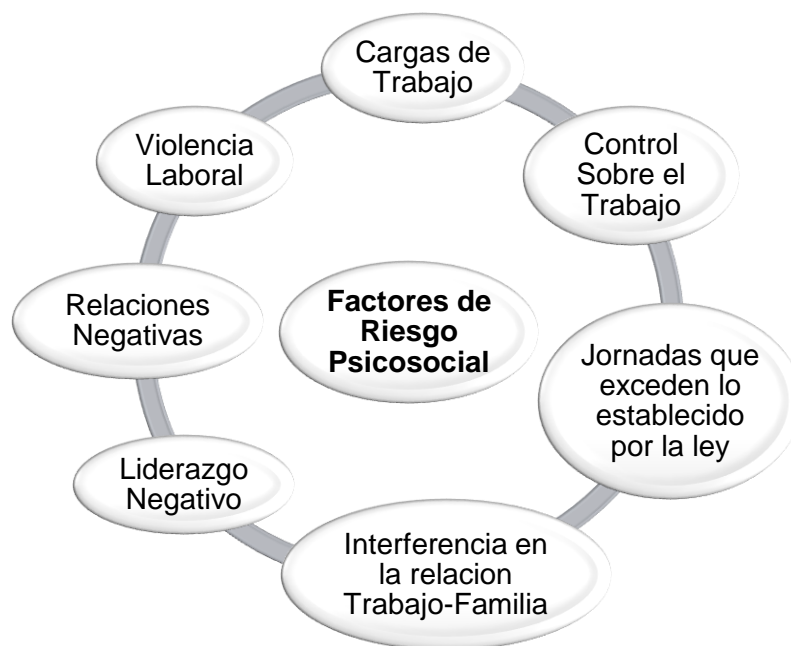 Cargas de
Trabajo
Control
Sobre el
Trabajo
Jornadas que
exceden lo
establecido
por la ley
Interferencia en
la relacion
Trabajo-Familia
Liderazgo
Negativo
Relaciones
Negativas
Violencia
Laboral
Factores de
Riesgo
Psicosocial